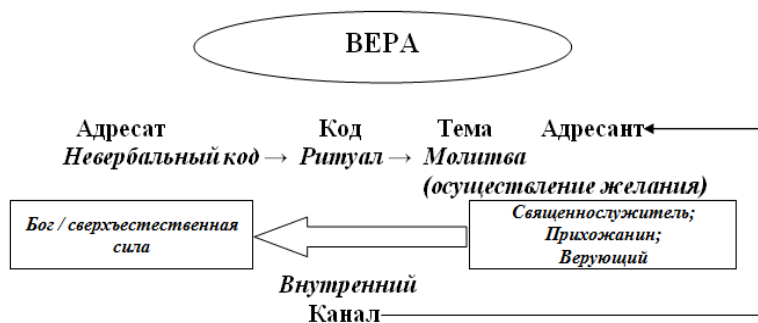 ВЕРА
Адресат Код Тема Адресант
Невербальный код → Ритуал → Молитва
(осуществление желания)
Бог / сверхъестественная
сила
Священнослужитель;
Прихожанин;
Верующий
Внутренний
Канал